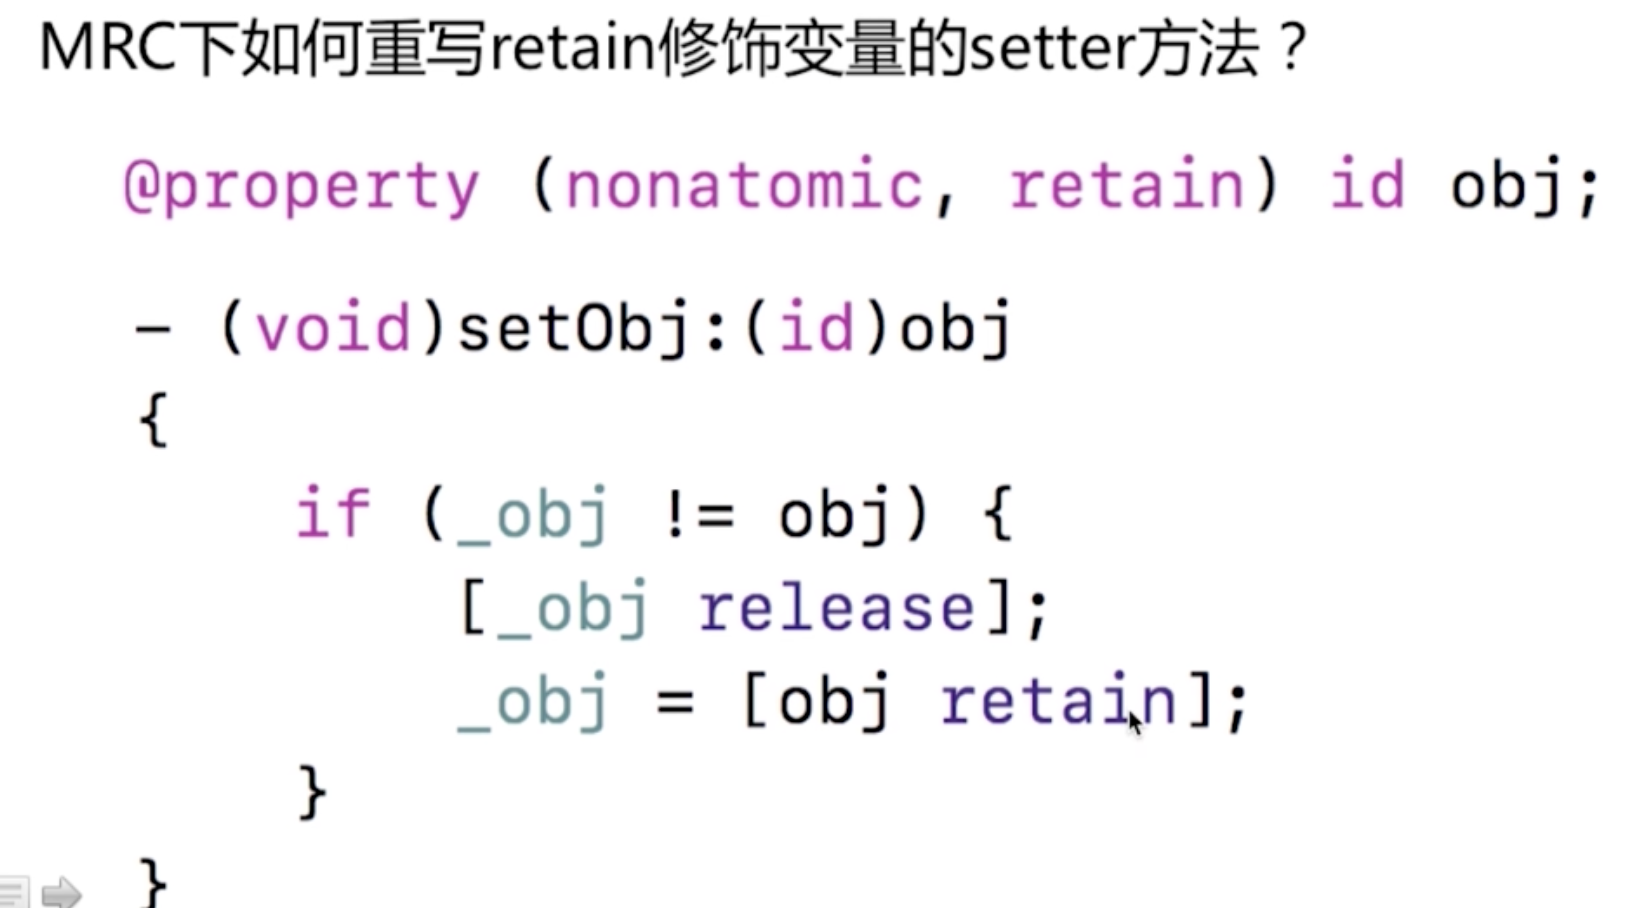 MRC下如何重写retain修饰变量的setter方法？
@property (nonatomic, retain) id obj;
– (void)setObj:(id)obj
{
if (_obj != obj) {
[_obj release];
_obj = [obj retain];
}
}